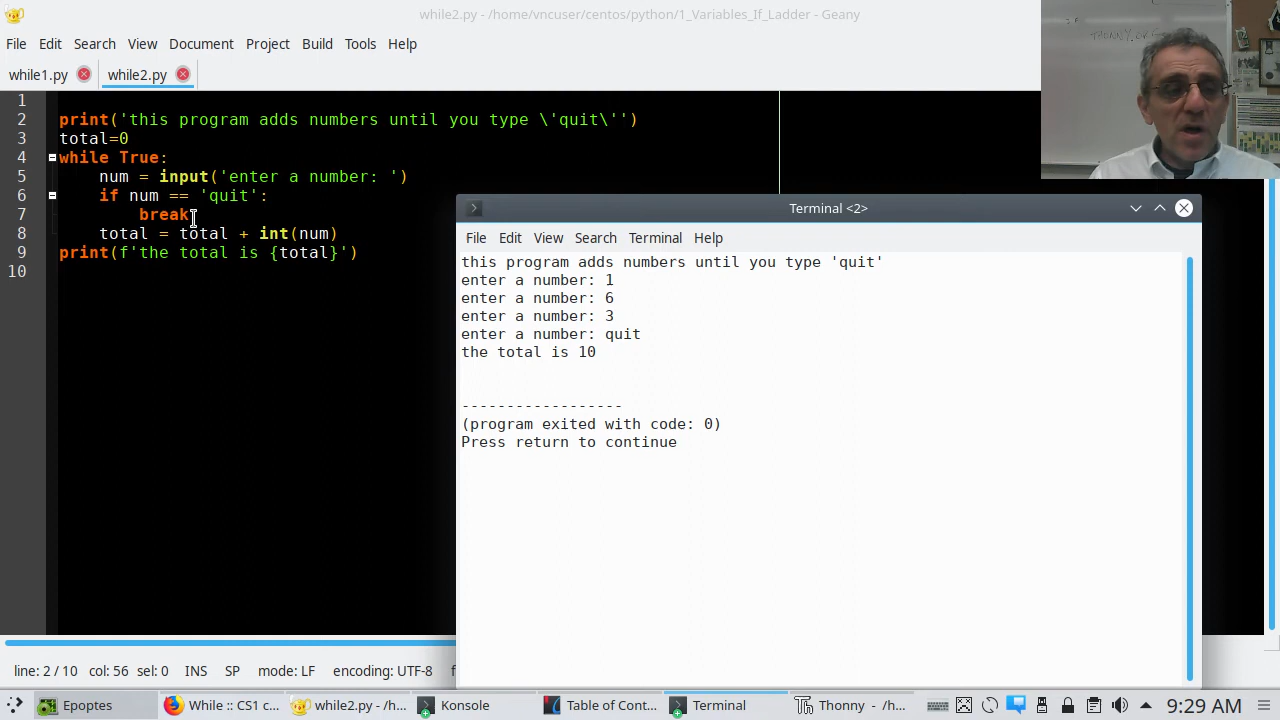 while2.py - /home/vncuser/centos/python/1_Variables_If_Ladder - Geany
File Edit Search View Document Project Build Tools Help
while1.py while2.py
1
2 print('this program adds numbers until you type \'quit\'')
3 total=0
4 while True:
5 num = input('enter a number: ')
6 if num == 'quit':
7 break
8 total = total + int(num)
9 print(f'the total is {total}')
10
Terminal <2>
File Edit View Search Terminal Help
this program adds numbers until you type 'quit'
enter a number: 1
enter a number: 6
enter a number: 3
enter a number: quit
the total is 10
------------------
(program exited with code: 0)
Press return to continue
line: 2 / 10 col: 56 sel: 0 INS SP mode: LF encoding: UTF-8 f
Epoptes While :: CS1 c... while2.py - /h... Konsole Table of Cont... Terminal Thonny - /h... 9:29 AM